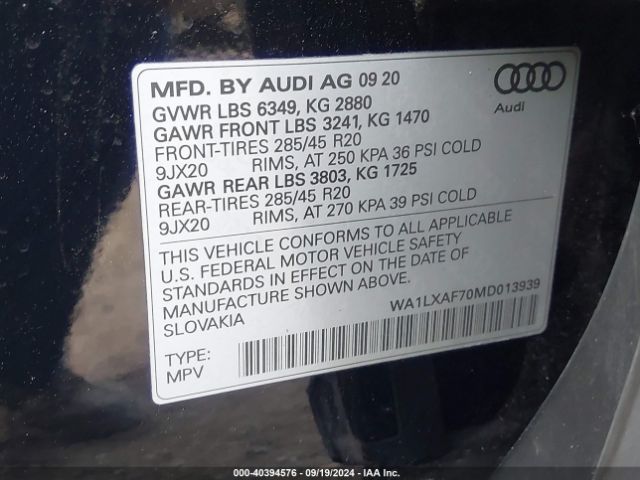 MFD. BY AUDI AG 09 20
GVWR LBS 6349, KG 2880
GAWR FRONT LBS 3241, KG 1470
FRONT-TIRES 285/45 R20
9JX20 RIMS, AT 250 KPA 36 PSI COLD
GAWR REAR LBS 3803, KG 1725
REAR-TIRES 285/45 R20
9JX20 RIMS, AT 270 KPA 39 PSI COLD
Audi
THIS VEHICLE CONFORMS TO ALL APPLICABLE
U.S. FEDERAL MOTOR VEHICLE SAFETY
STANDARDS IN EFFECT ON THE DATE OF
MANUFACTURE SHOWN ABOVE.
SLOVAKIA
WA1LXAF70MD013939
TYPE:
MPV
000-40394576 - 09/19/2024 - IAA Inc.